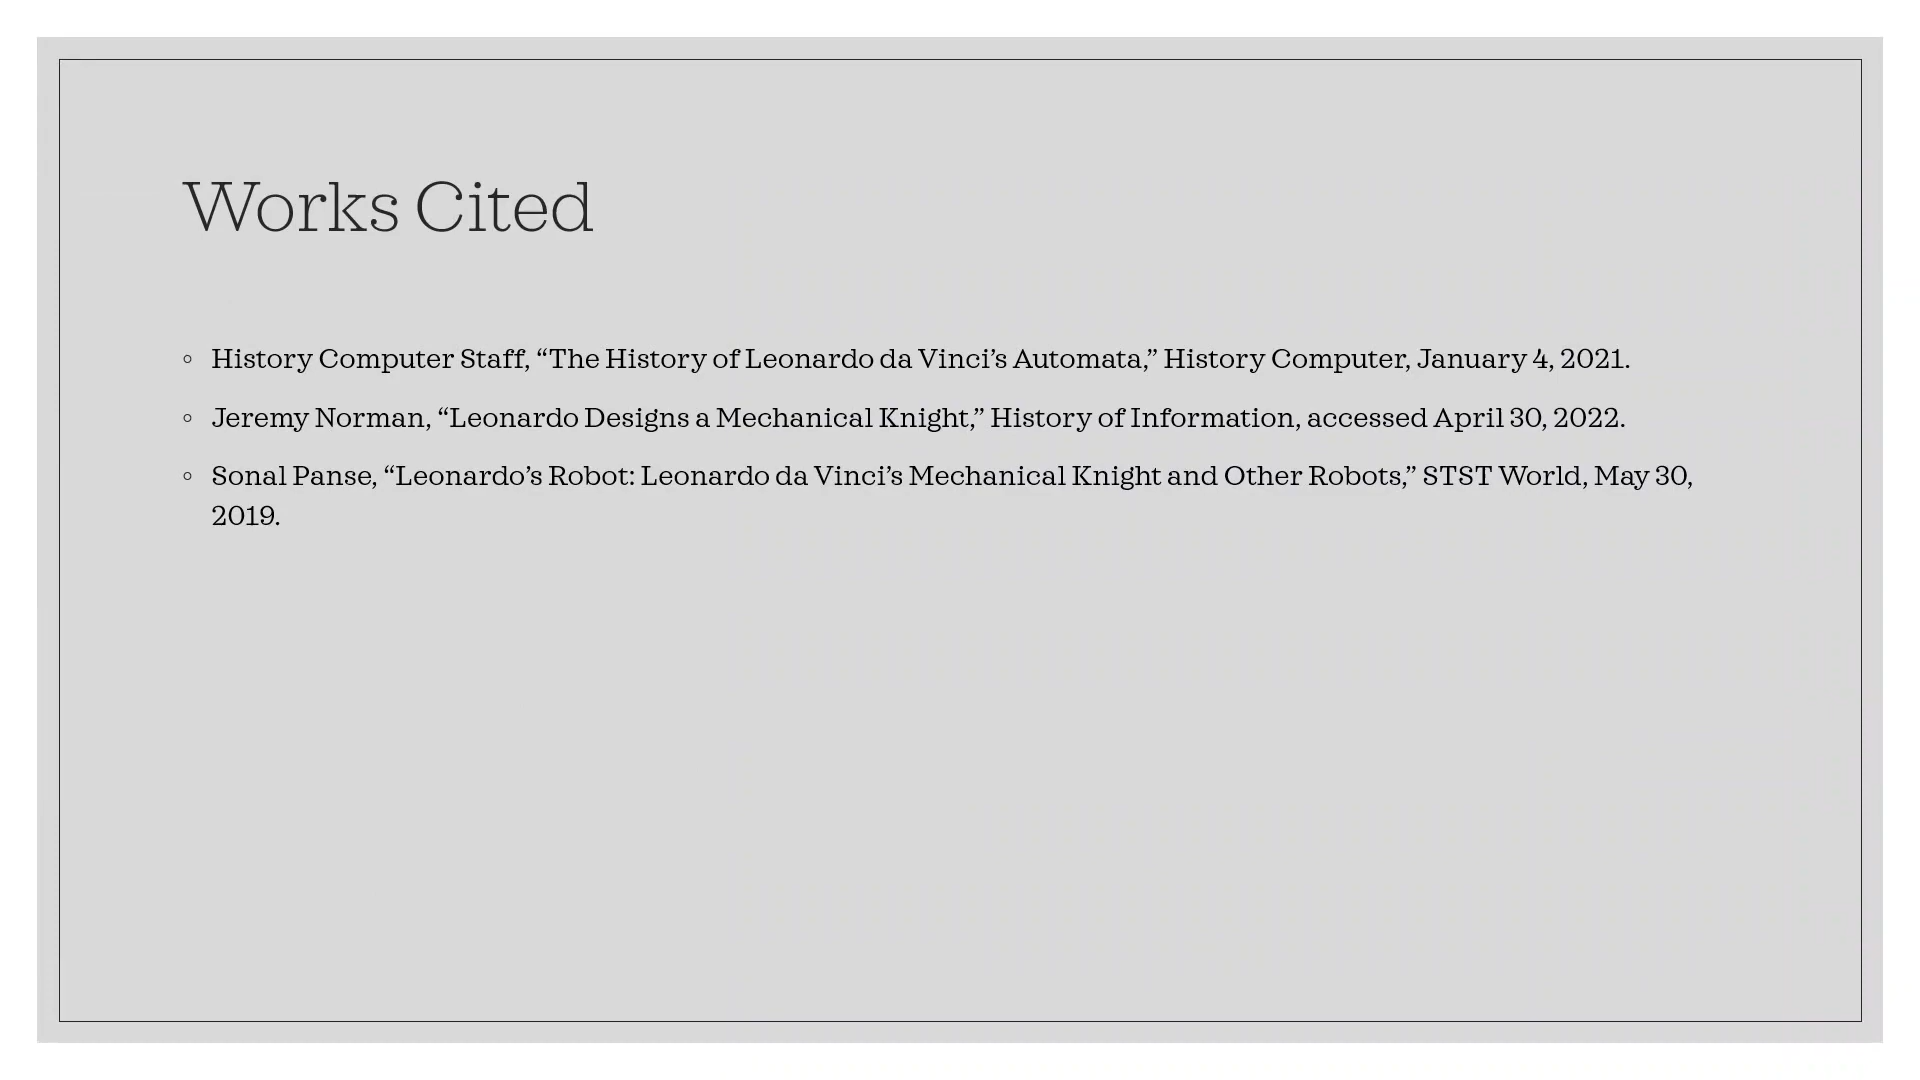 Works Cited
◦ History Computer Staff, “The History of Leonardo da Vinci’s Automata,” History Computer, January 4, 2021.
◦ Jeremy Norman, “Leonardo Designs a Mechanical Knight,” History of Information, accessed April 30, 2022.
◦ Sonal Panse, “Leonardo’s Robot: Leonardo da Vinci’s Mechanical Knight and Other Robots,” STST World, May 30,
2019.